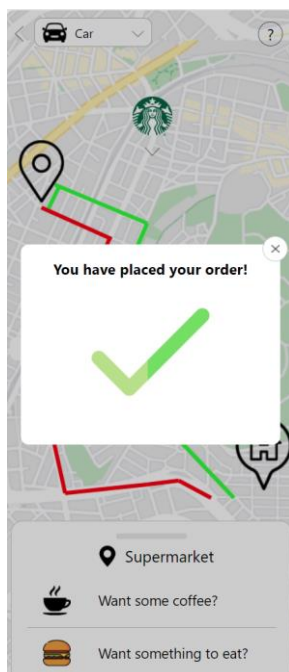 Car
?
You have placed your order!
Supermarket
Want some coffee?
Want something to eat?